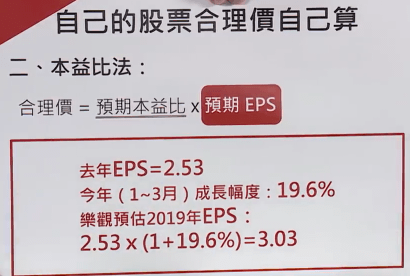 自己的股票合理價自己算
二、本益比法：
合理價 = 預期本益比 x 預期 EPS
去年EPS=2.53
今年（1~3月）成長幅度：19.6%
樂觀預估2019年EPS：
2.53 x (1+19.6%)=3.03